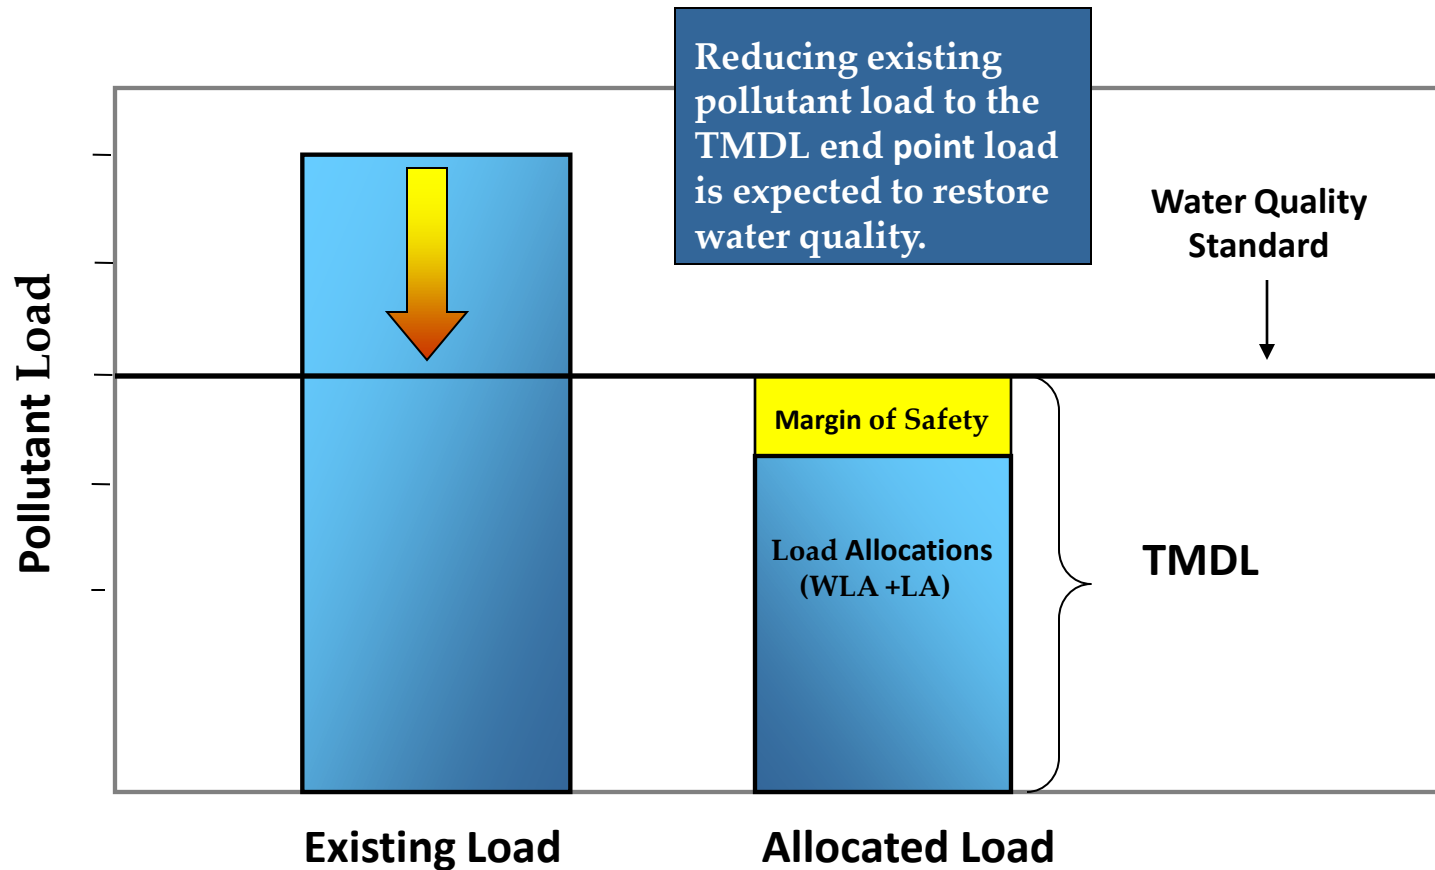 Reducing existing
pollutant load to the
TMDL end point load
is expected to restore
water quality.
Water Quality
Standard
Pollutant Load
Margin of Safety
Load Allocations
(WLA +LA)
TMDL
Existing Load
Allocated Load